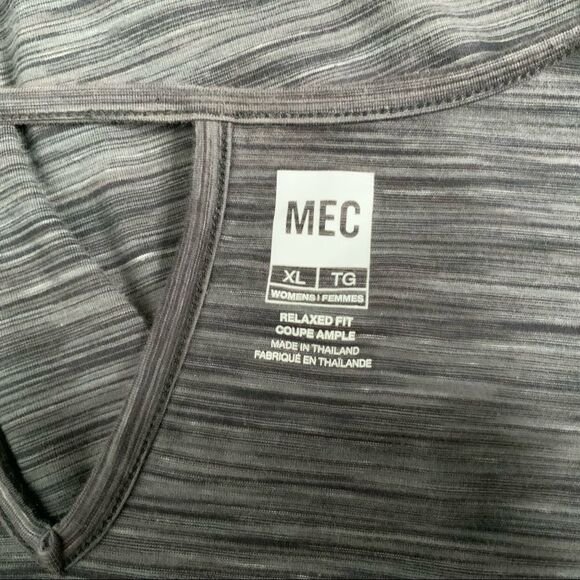 MEC
XL TG
WOMENS | FEMMES
RELAXED FIT
COUPE AMPLE
MADE IN THAILAND
FABRIQUÉ EN THAÏLANDE